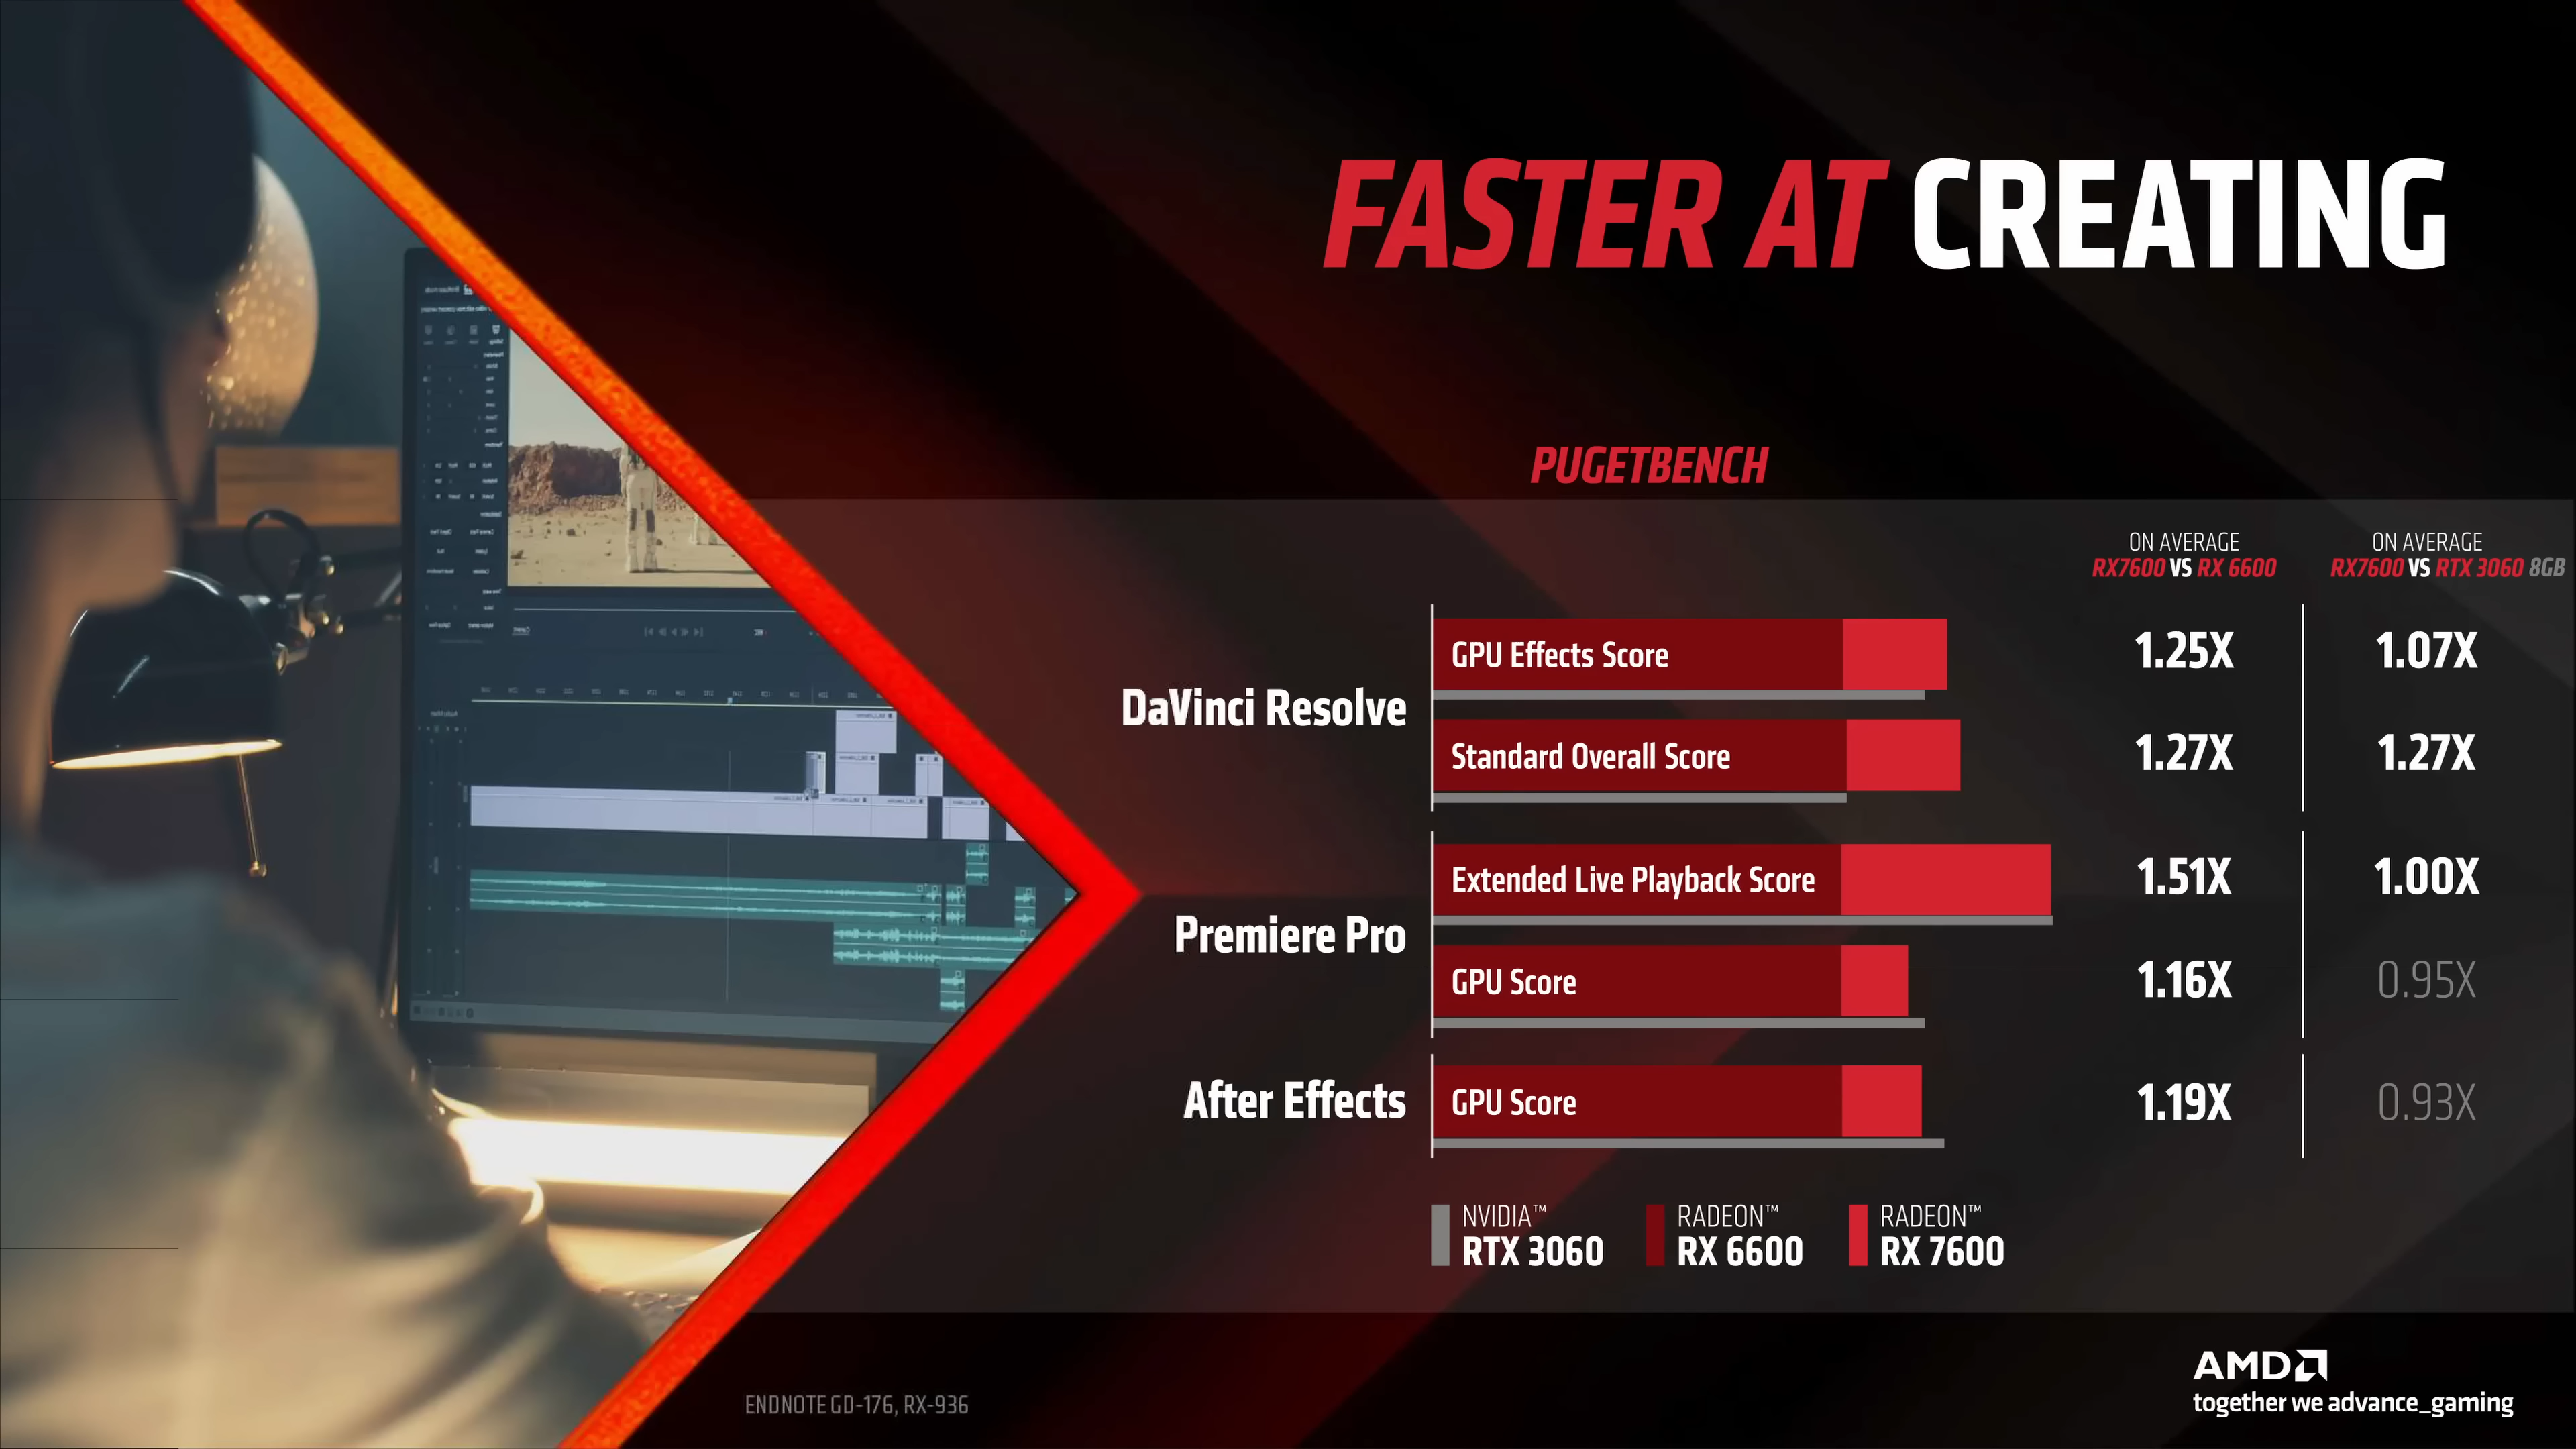 FASTER AT CREATING
PUGETBENCH
ON AVERAGE
RX7600 VS RX 6600
ON AVERAGE
RX7600 VS RTX 3060 8GB
DaVinci Resolve
GPU Effects Score
1.25X
1.07X
Standard Overall Score
1.27X
1.27X
Premiere Pro
Extended Live Playback Score
1.51X
1.00X
GPU Score
1.16X
0.95X
After Effects
GPU Score
1.19X
0.93X
NVIDIA™
RTX 3060
RADEON™
RX 6600
RADEON™
RX 7600
ENDNOTE GD-176, RX-936
AMD
together we advance_gaming